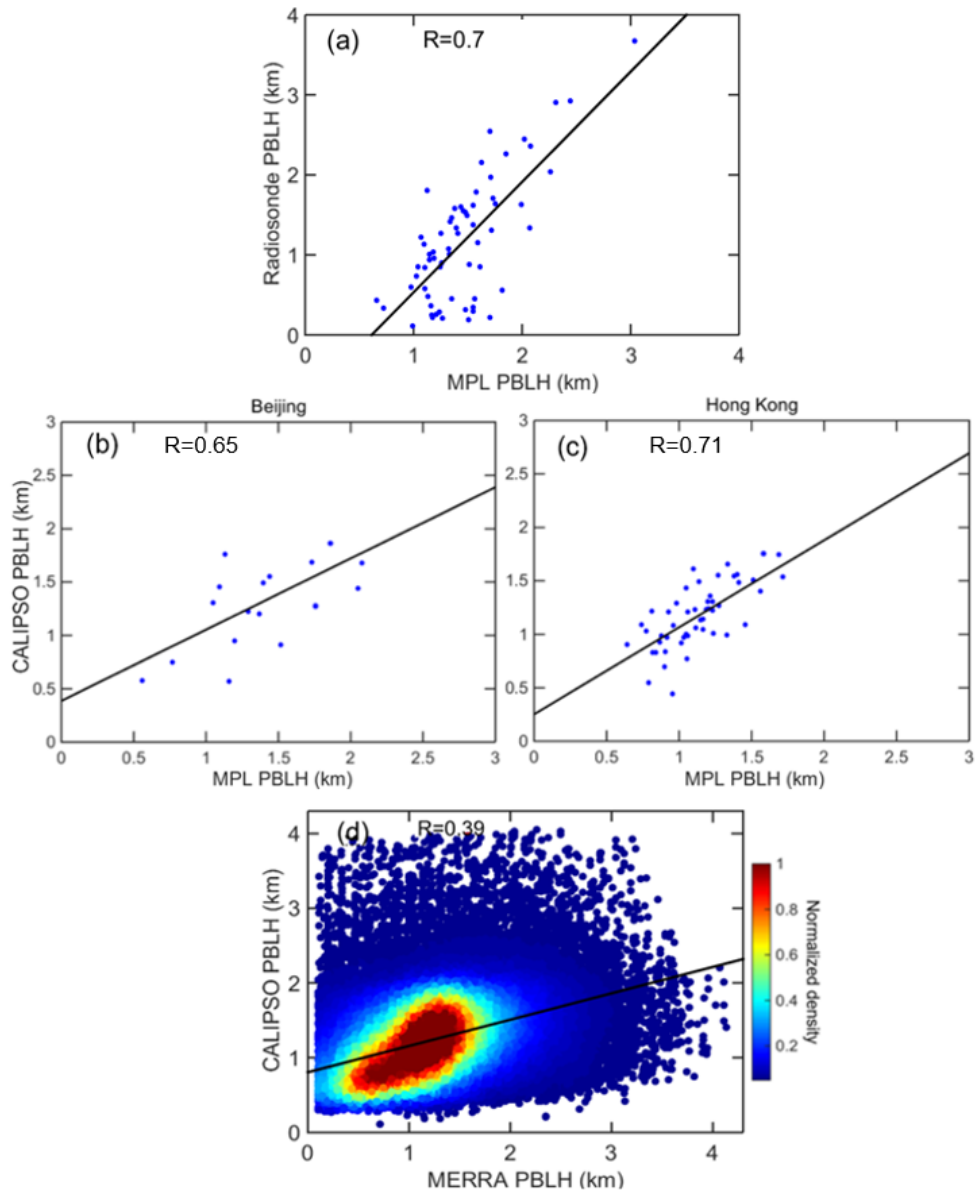 (a) R=0.7
4
3
2
1
0
Radiosonde PBLH (km)
0 1 2 3 4
MPL PBLH (km)
Beijing
(b) R=0.65
3
2.5
2
1.5
1
0.5
0
CALIPSO PBLH (km)
0 0.5 1 1.5 2 2.5 3
MPL PBLH (km)
Hong Kong
(c) R=0.71
3
2.5
2
1.5
1
0.5
0
0 0.5 1 1.5 2 2.5 3
MPL PBLH (km)
(d) R=0.39
4
3
2
1
0
CALIPSO PBLH (km)
0 1 2 3 4
MERRA PBLH (km)
1
0.8
0.6
0.4
0.2
Normalized density